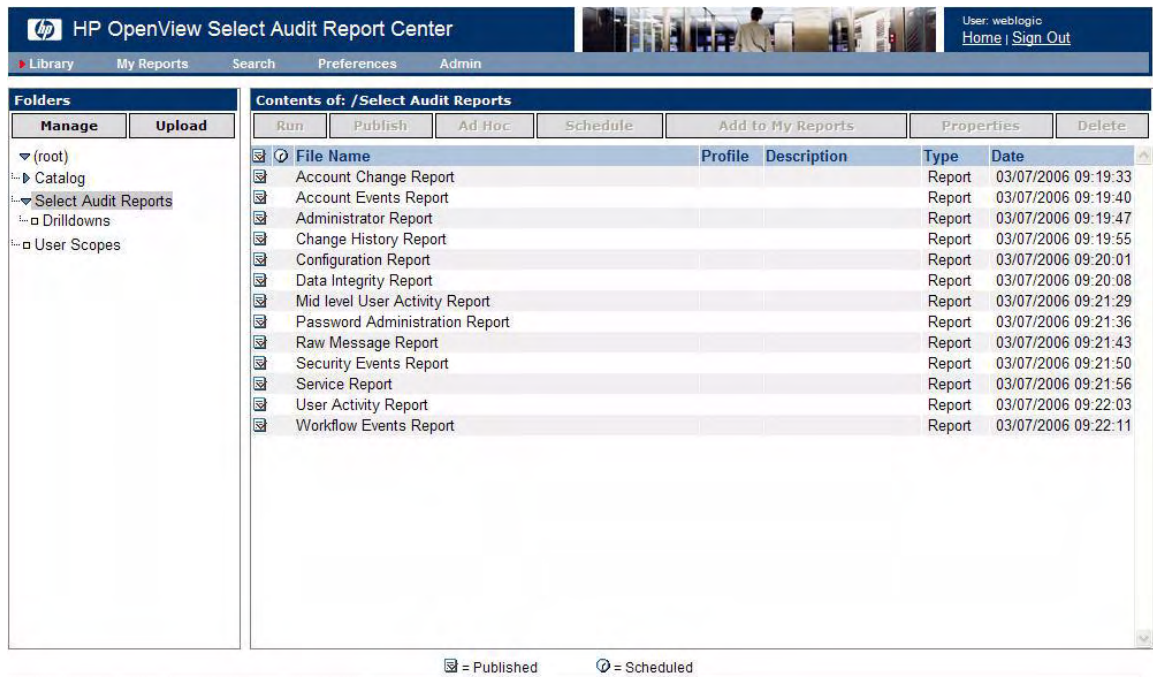 hp HP OpenView Select Audit Report Center
User: weblogic
Home | Sign Out
Library My Reports Search Preferences Admin
Folders
Manage Upload
(root)
Catalog
Select Audit Reports
Drilldowns
User Scopes
Contents of: /Select Audit Reports
Run Publish Ad Hoc Schedule Add to My Reports Properties Delete
File Name Profile Description Type Date
Account Change Report Report 03/07/2006 09:19:33
Account Events Report Report 03/07/2006 09:19:40
Administrator Report Report 03/07/2006 09:19:47
Change History Report Report 03/07/2006 09:19:55
Configuration Report Report 03/07/2006 09:20:01
Data Integrity Report Report 03/07/2006 09:20:08
Mid level User Activity Report Report 03/07/2006 09:21:29
Password Administration Report Report 03/07/2006 09:21:36
Raw Message Report Report 03/07/2006 09:21:43
Security Events Report Report 03/07/2006 09:21:50
Service Report Report 03/07/2006 09:21:56
User Activity Report Report 03/07/2006 09:22:03
Workflow Events Report Report 03/07/2006 09:22:11
= Published = Scheduled